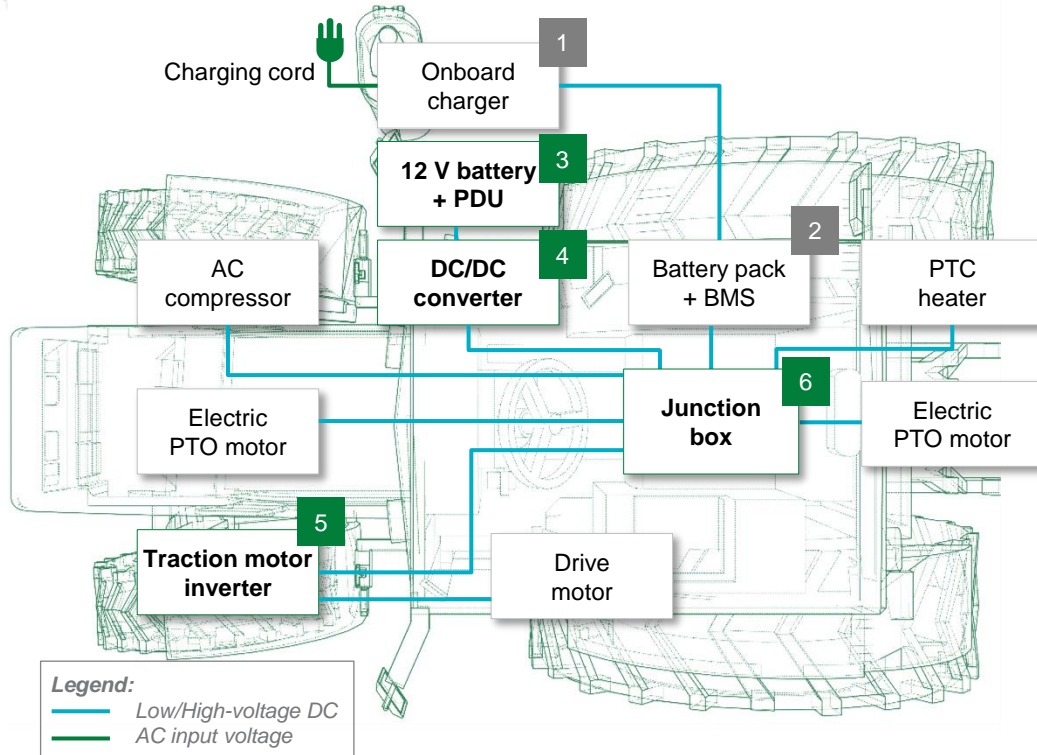 1
Charging cord
Onboard
charger
3
12 V battery
+ PDU
2
4
AC
compressor
DC/DC
converter
Battery pack
+ BMS
PTC
heater
6
Electric
PTO motor
Junction
box
Electric
PTO motor
5
Traction motor
inverter
Drive
motor
Legend:
Low/High-voltage DC
AC input voltage